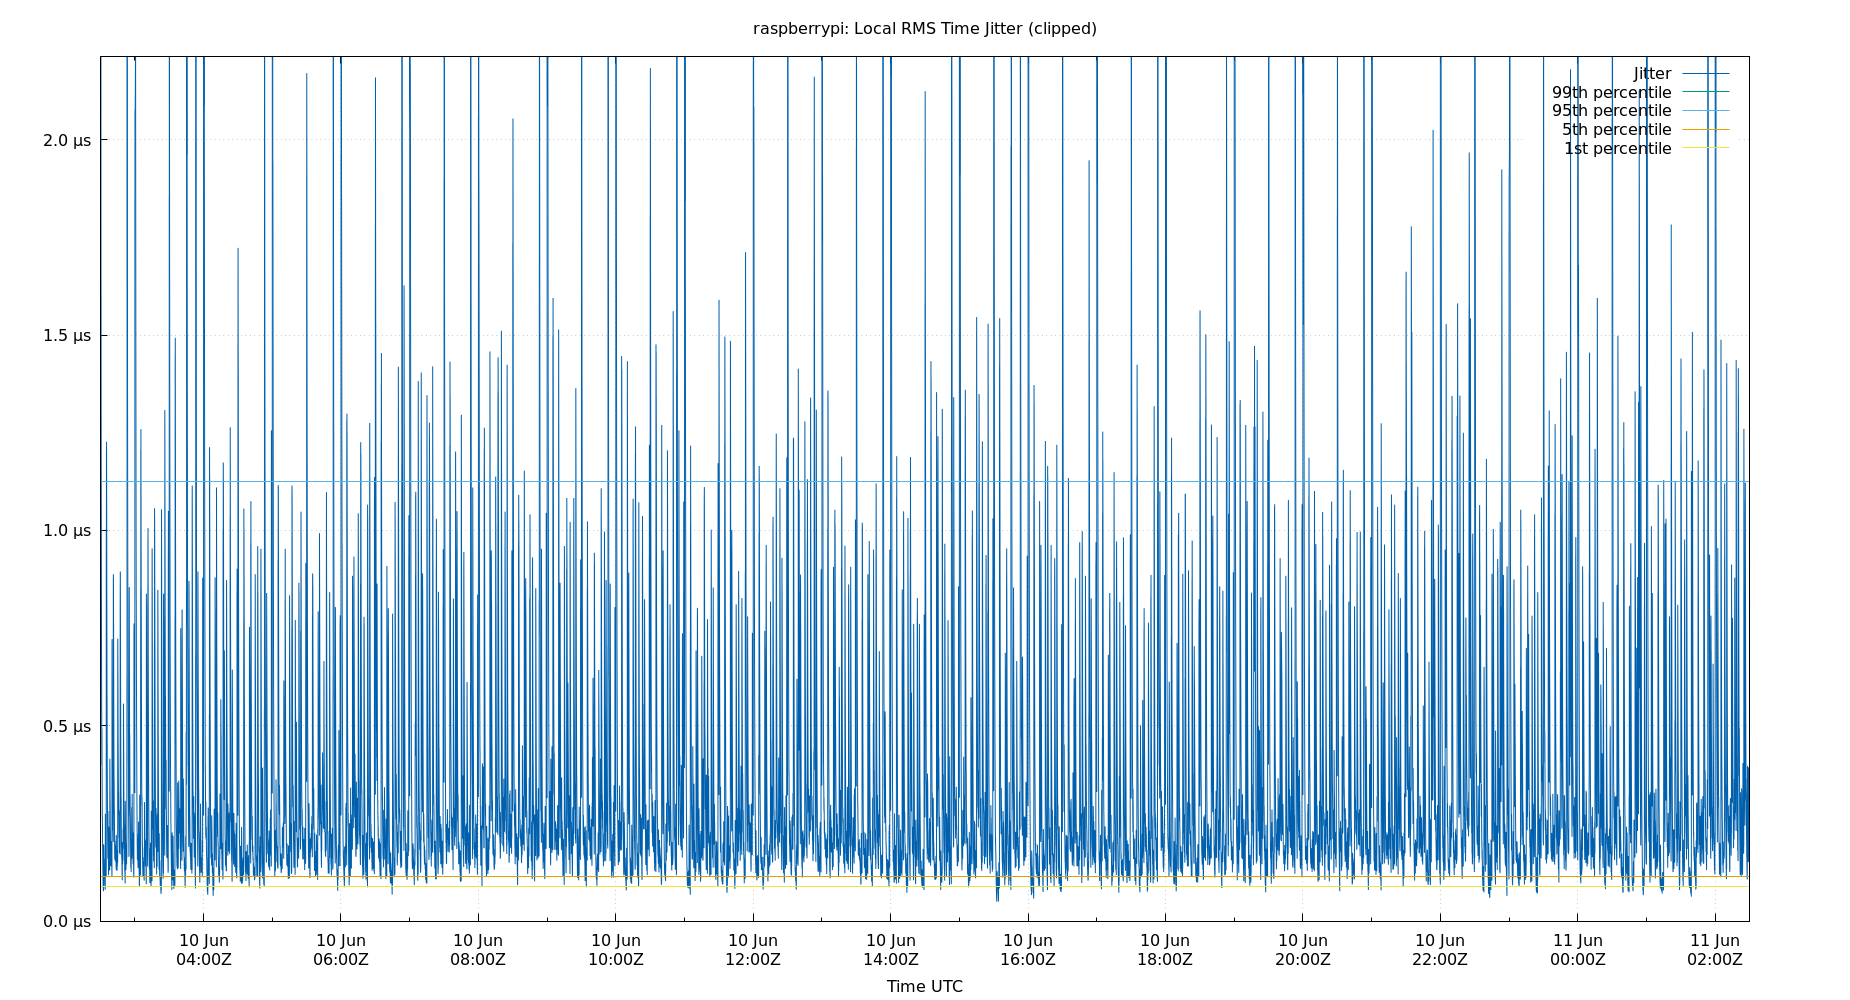 raspberrypi: Local RMS Time Jitter (clipped)
Jitter
99th percentile
95th percentile
5th percentile
1st percentile
2.0 µs
1.5 µs
1.0 µs
0.5 µs
0.0 µs
10 Jun 10 Jun 10 Jun 10 Jun 10 Jun 10 Jun 10 Jun 10 Jun 10 Jun 10 Jun 11 Jun 11 Jun
04:00Z 06:00Z 08:00Z 10:00Z 12:00Z 14:00Z 16:00Z 18:00Z 20:00Z 22:00Z 00:00Z 02:00Z
Time UTC